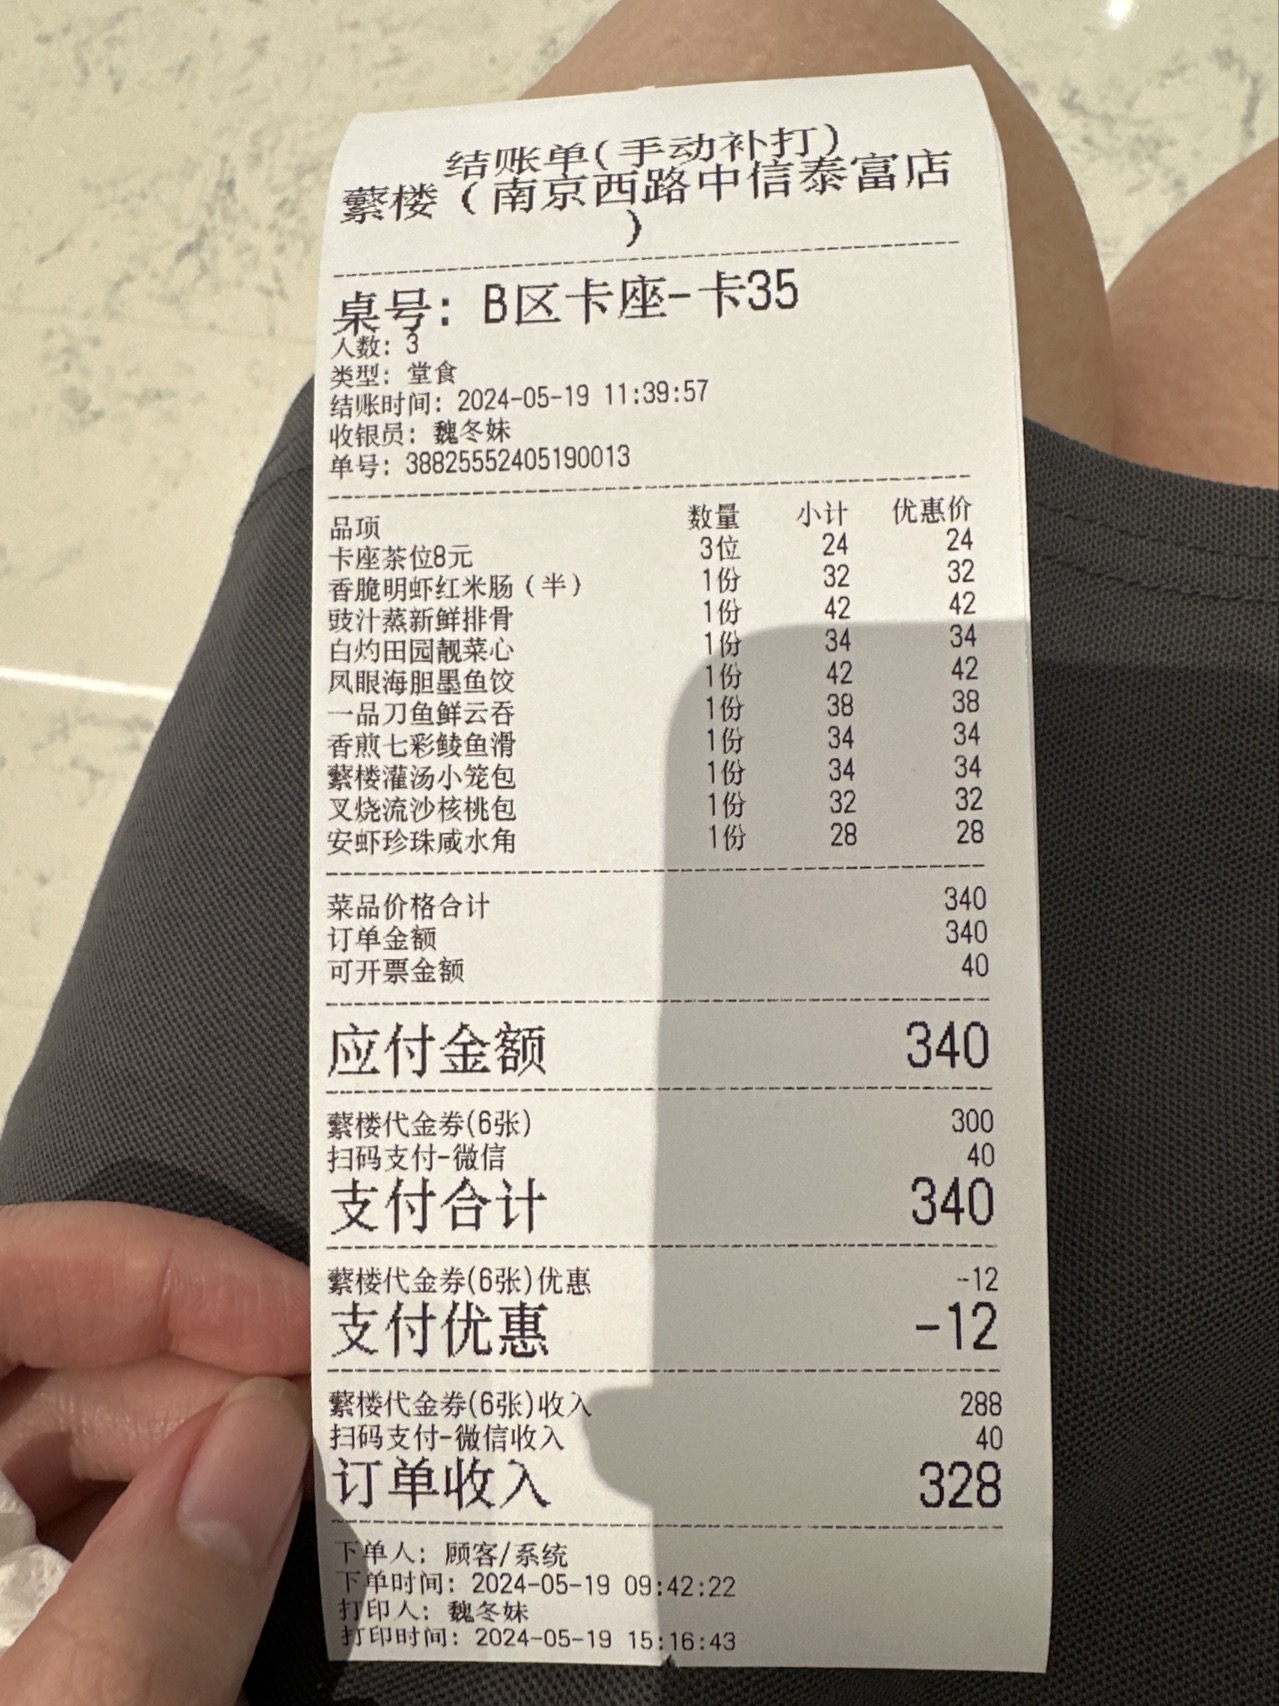 结账单(手动补打)
蘩楼（南京西路中信泰富店
）
桌号: B区卡座-卡35
人数: 3
类型: 堂食
结账时间: 2024-05-19 11:39:57
收银员: 魏冬妹
单号: 38825552405190013
品项 数量 小计 优惠价
卡座茶位8元 3位 24 24
香脆明虾红米肠（半） 1份 32 32
豉汁蒸新鲜排骨 1份 42 42
白灼田园靓菜心 1份 34 34
凤眼海胆墨鱼饺 1份 42 42
一品刀鱼鲜云吞 1份 38 38
香煎七彩鲮鱼滑 1份 34 34
蘩楼灌汤小笼包 1份 34 34
叉烧流沙核桃包 1份 32 32
安虾珍珠咸水角 1份 28 28
菜品价格合计 340
订单金额 340
可开票金额 40
应付金额 340
蘩楼代金券(6张) 300
扫码支付-微信 40
支付合计 340
蘩楼代金券(6张)优惠 -12
支付优惠 -12
蘩楼代金券(6张)收入 288
扫码支付-微信收入 40
订单收入 328
下单人: 顾客/系统
下单时间: 2024-05-19 09:42:22
打印人: 魏冬妹
打印时间: 2024-05-19 15:16:43